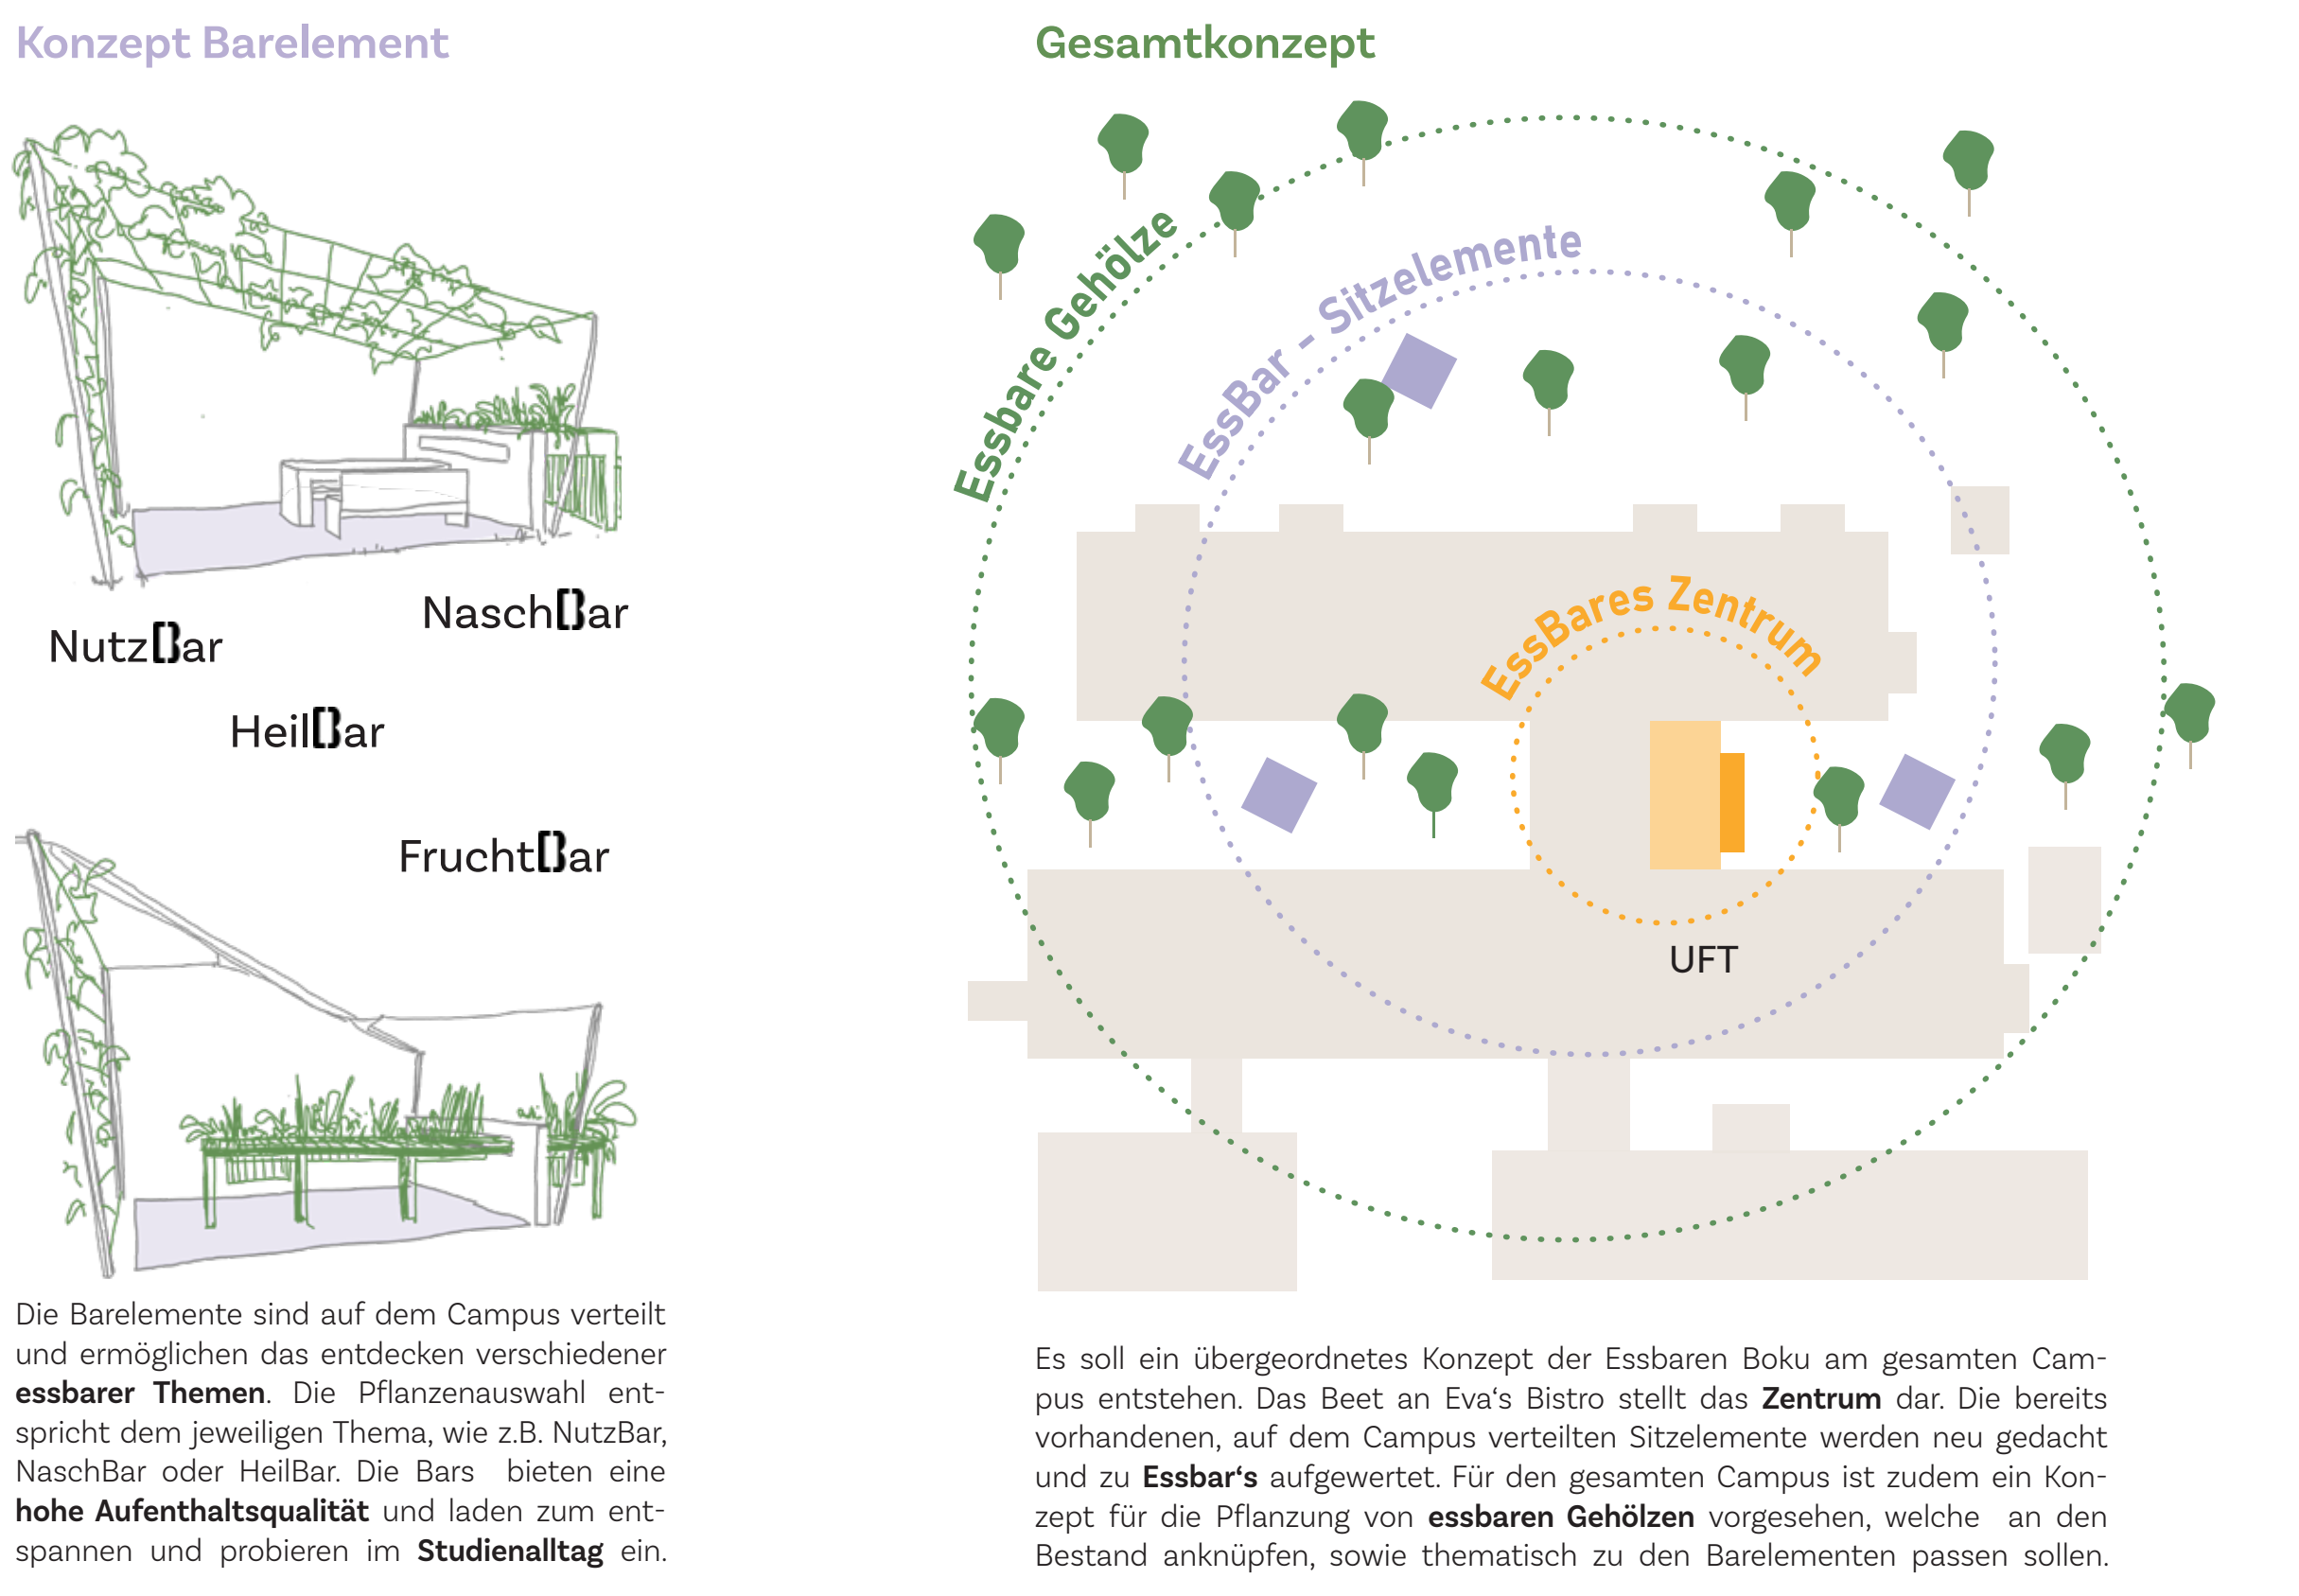 Konzept Barelement
NutzBar
NaschBar
HeilBar
FruchtBar
Die Barelemente sind auf dem Campus verteilt
und ermöglichen das entdecken verschiedener
essbarer Themen. Die Pflanzenauswahl ent-
spricht dem jeweiligen Thema, wie z.B. NutzBar,
NaschBar oder HeilBar. Die Bars bieten eine
hohe Aufenthaltsqualität und laden zum ent-
spannen und probieren im Studienalltag ein.
Gesamtkonzept
Essbare Gehölze
EssBar - Sitzelemente
EssBares Zentrum
UFT
Es soll ein übergeordnetes Konzept der Essbaren Boku am gesamten Cam-
pus entstehen. Das Beet an Eva‘s Bistro stellt das Zentrum dar. Die bereits
vorhandenen, auf dem Campus verteilten Sitzelemente werden neu gedacht
und zu Essbar‘s aufgewertet. Für den gesamten Campus ist zudem ein Kon-
zept für die Pflanzung von essbaren Gehölzen vorgesehen, welche an den
Bestand anknüpfen, sowie thematisch zu den Barelementen passen sollen.